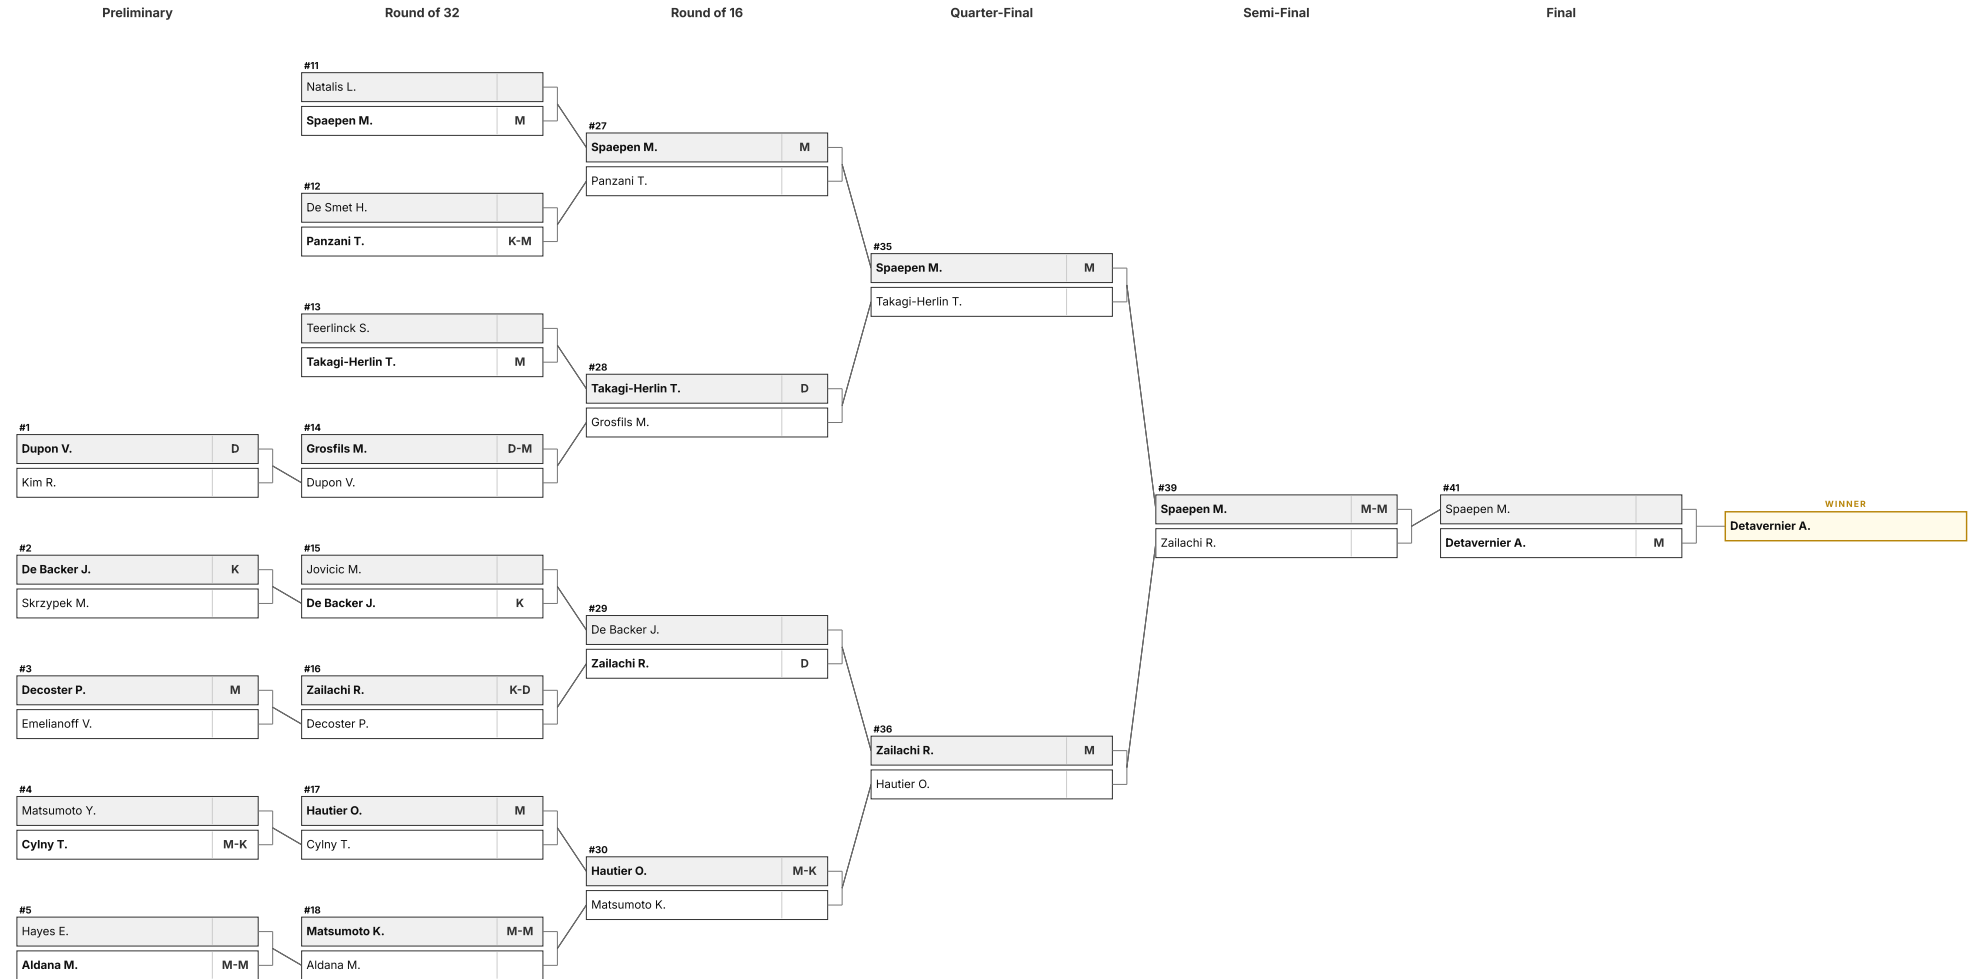 Preliminary
Round of 32
Round of 16
Quarter-Final
Semi-Final
Final
#1
Dupon V. D
Kim R.
#2
De Backer J. K
Skrzypek M.
#3
Decoster P. M
Emelianoff V.
#4
Matsumoto Y.
Cylny T. M-K
#5
Hayes E.
Aldana M. M-M
#11
Natalis L.
Spaepen M. M
#12
De Smet H.
Panzani T. K-M
#13
Teerlinck S.
Takagi-Herlin T. M
#14
Grosfils M. D-M
Dupon V.
#15
Jovicic M.
De Backer J. K
#16
Zailachi R. K-D
Decoster P.
#17
Hautier O. M
Cylny T.
#18
Matsumoto K. M-M
Aldana M.
#27
Spaepen M. M
Panzani T.
#28
Takagi-Herlin T. D
Grosfils M.
#29
De Backer J.
Zailachi R. D
#30
Hautier O. M-K
Matsumoto K.
#35
Spaepen M. M
Takagi-Herlin T.
#36
Zailachi R. M
Hautier O.
#39
Spaepen M. M-M
Zailachi R.
#41
Spaepen M.
Detavernier A. M
WINNER
Detavernier A.